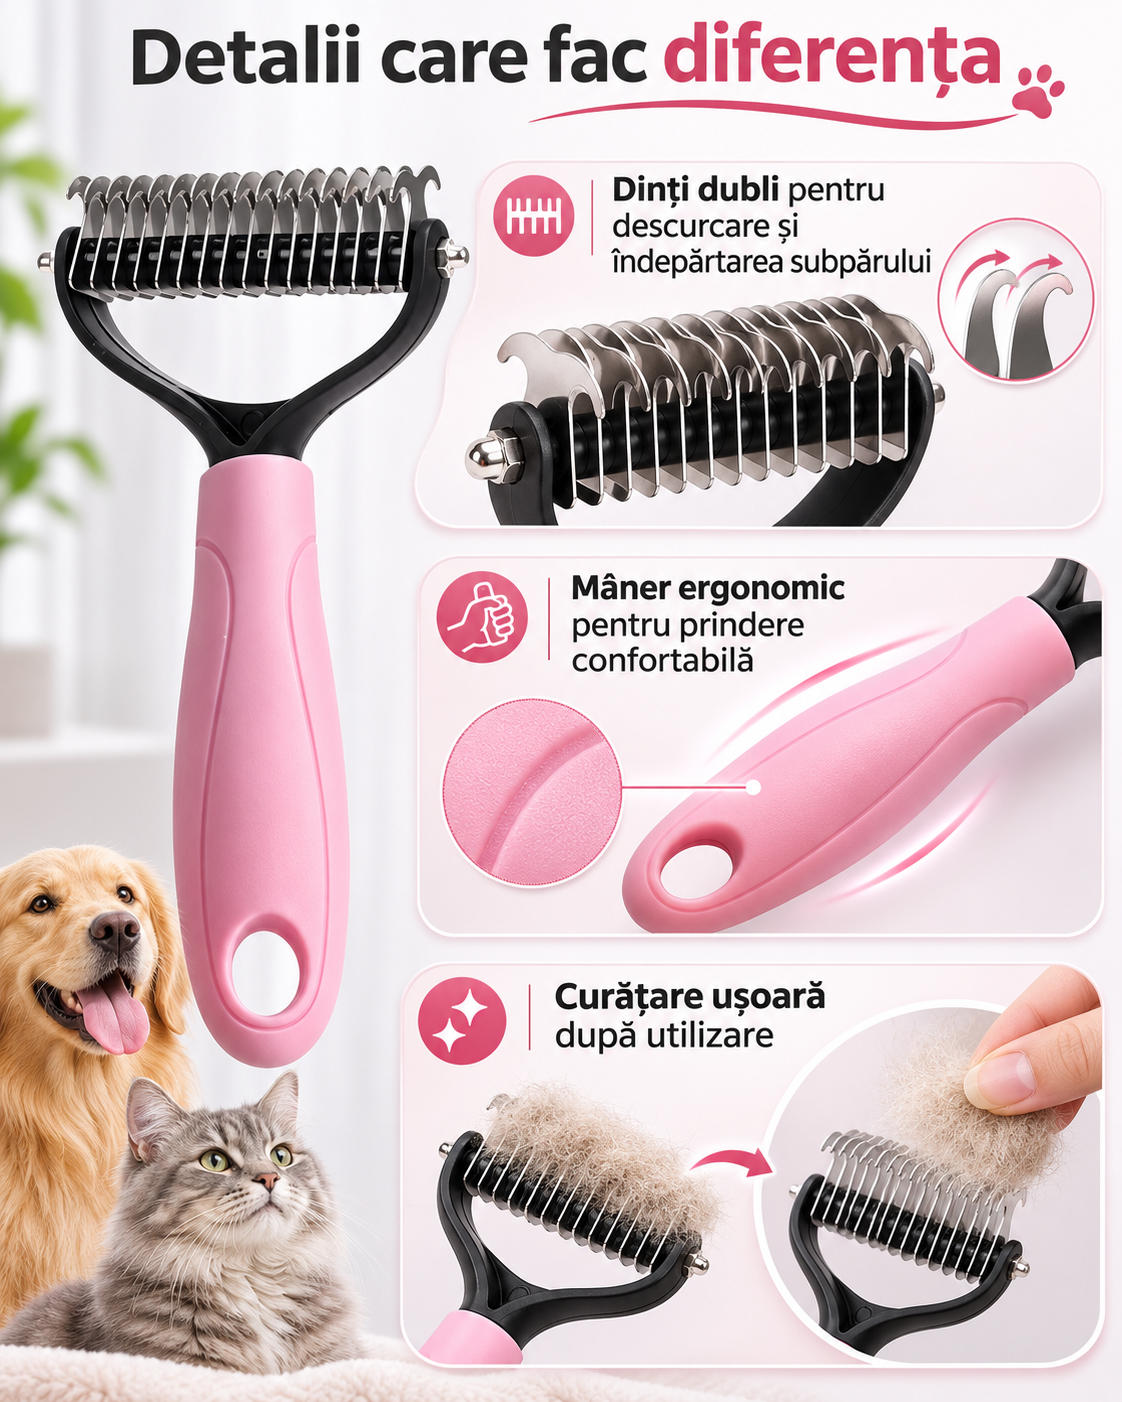 Detalii care fac diferența
Dinți dubli pentru
descurcare și
îndepărtarea subpărului
Mâner ergonomic
pentru prindere
confortabilă
Curățare ușoară
după utilizare